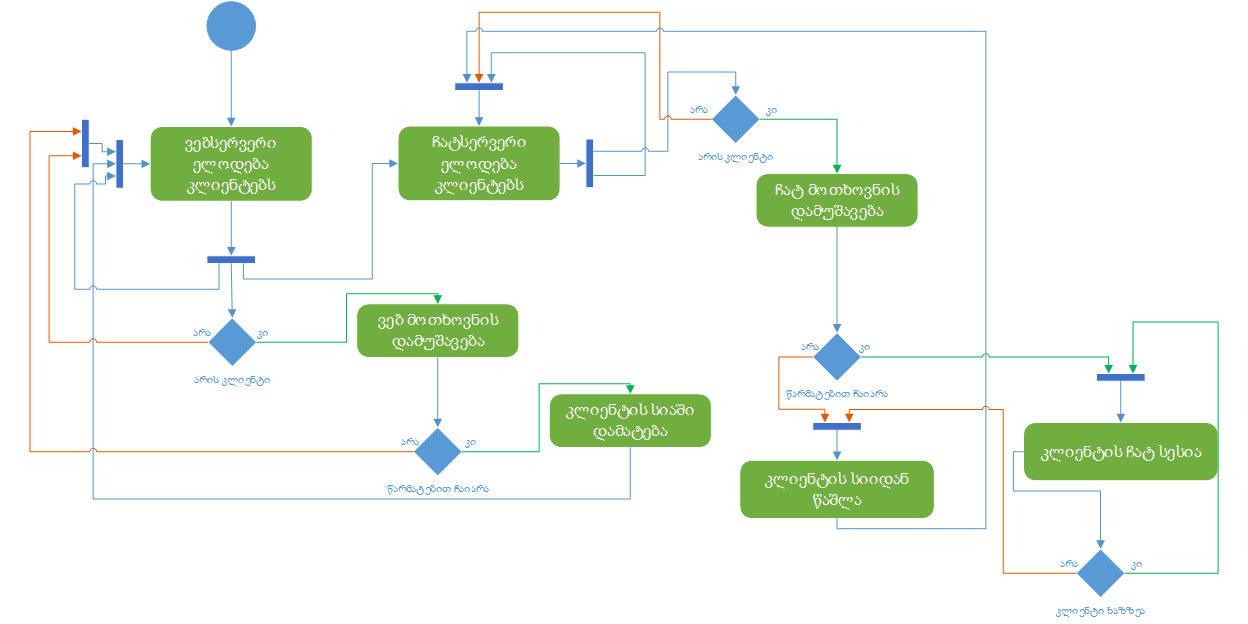 ვებსერვერი
ელოდება
კლიენტებს
ჩატსერვერი
ელოდება
კლიენტებს
არა
კი
არის კლიენტი
ჩატ მოთხოვნის
დამუშავება
ვებ მოთხოვნის
დამუშავება
არა
კი
არის კლიენტი
არა
კი
წარმატებით ჩაიარა
კლიენტის სიაში
დამატება
არა
კი
წარმატებით ჩაიარა
კლიენტის ჩატ სესია
კლიენტის სიიდან
წაშლა
არა
კი
კლიენტი ხაზზეა